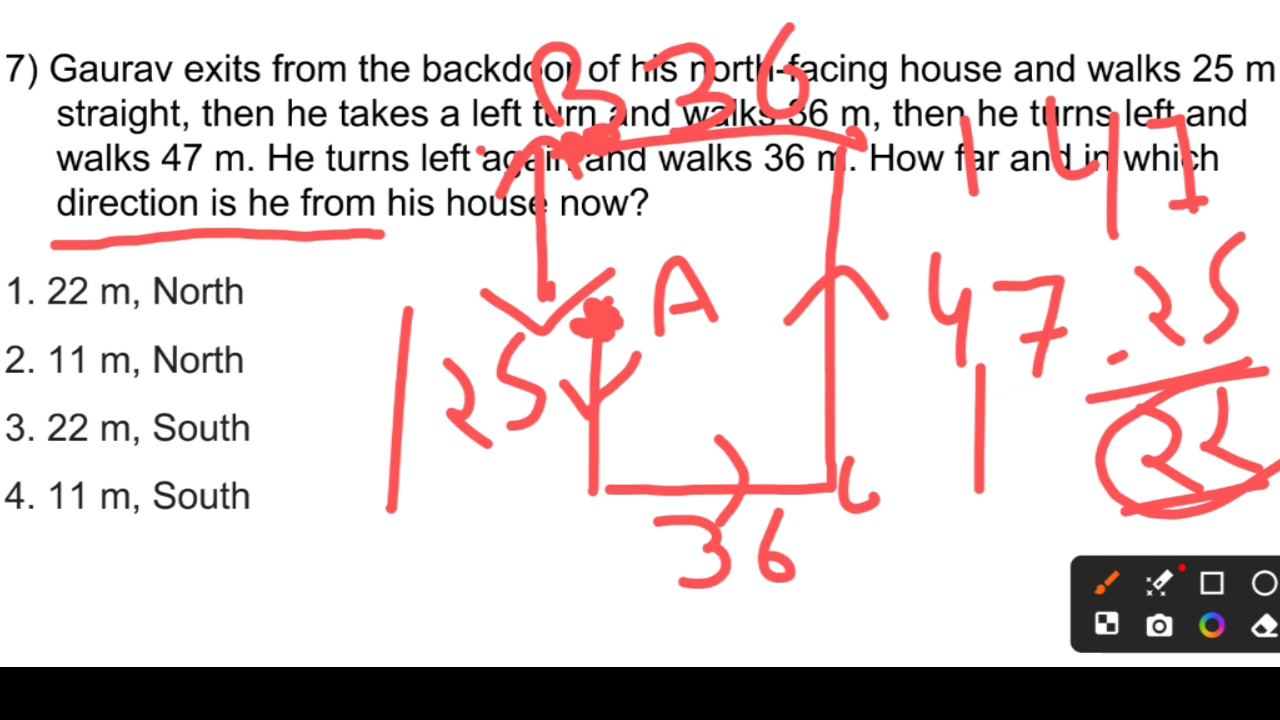 7) Gaurav exits from the backdoor of his north-facing house and walks 25 m
straight, then he takes a left turn and walks 36 m, then he turns left and
walks 47 m. He turns left again and walks 36 m. How far and in which
direction is he from his house now?
1. 22 m, North
2. 11 m, North
3. 22 m, South
4. 11 m, South
B 36
47
A
25
47
25
22
36